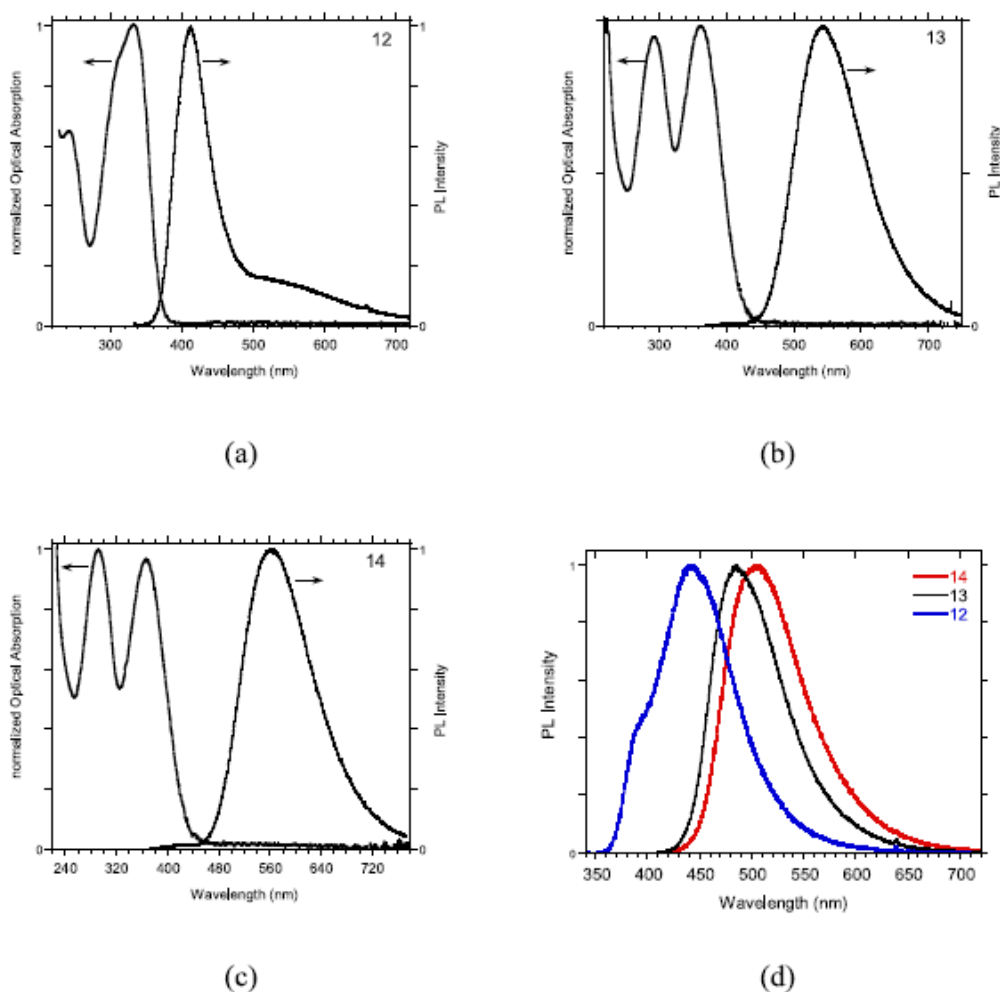 12
normalized Optical Absorption
PL Intensity
1
0
1
0
300 400 500 600 700
Wavelength (nm)
(a)
13
normalized Optical Absorption
PL Intensity
0
0
300 400 500 600 700
Wavelength (nm)
(b)
14
normalized Optical Absorption
PL Intensity
1
0
1
0
240 320 400 480 560 640 720
Wavelength (nm)
(c)
14
13
12
PL Intensity
1
0
350 400 450 500 550 600 650 700
Wavelength (nm)
(d)